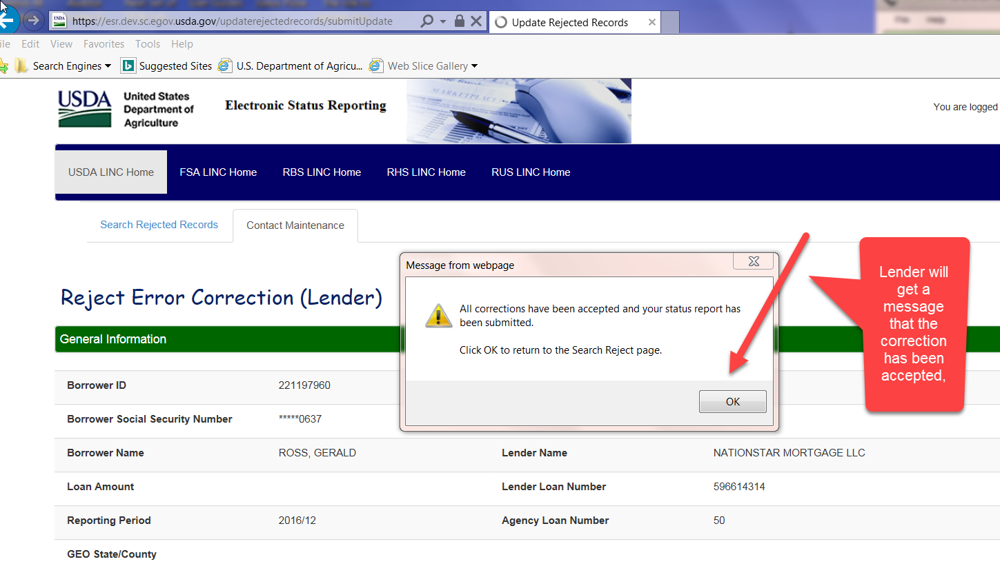 https://esr.dev.sc.egov.usda.gov/updaterejectedrecords/submitUpdate
Update Rejected Records
ile Edit View Favorites Tools Help
Search Engines
Suggested Sites
U.S. Department of Agricu...
Web Slice Gallery
USDA
United States
Department of
Agriculture
Electronic Status Reporting
MARKETPLACE
You are logged
USDA LINC Home
FSA LINC Home
RBS LINC Home
RHS LINC Home
RUS LINC Home
Search Rejected Records
Contact Maintenance
Reject Error Correction (Lender)
General Information
Message from webpage
All corrections have been accepted and your status report has
been submitted.
Click OK to return to the Search Reject page.
OK
Lender will
get a
message
that the
correction
has been
accepted,
Borrower ID 221197960
Borrower Social Security Number *****0637
Borrower Name ROSS, GERALD Lender Name NATIONSTAR MORTGAGE LLC
Loan Amount Lender Loan Number 596614314
Reporting Period 2016/12 Agency Loan Number 50
GEO State/County